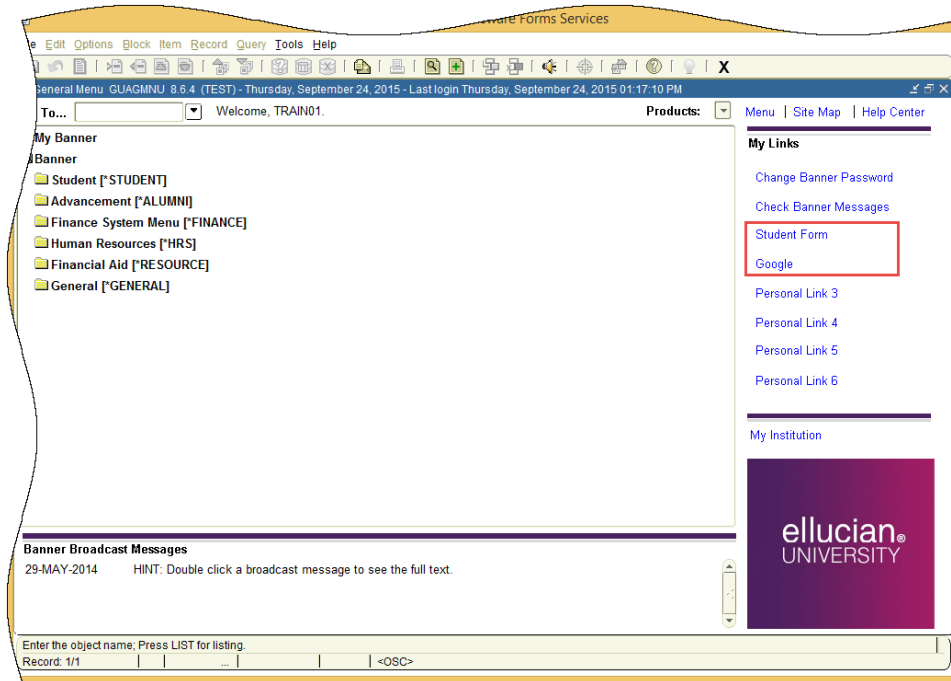 ware Forms Services
e Edit Options Block Item Record Query Tools Help
X
General Menu GUAGMNU 8.6.4 (TEST) - Thursday, September 24, 2015 - Last login Thursday, September 24, 2015 01:17:10 PM
To... Welcome, TRAIN01. Products: Menu | Site Map | Help Center
My Banner
Banner
Student [*STUDENT]
Advancement [*ALUMNI]
Finance System Menu [*FINANCE]
Human Resources [*HRS]
Financial Aid [*RESOURCE]
General [*GENERAL]
My Links
Change Banner Password
Check Banner Messages
Student Form
Google
Personal Link 3
Personal Link 4
Personal Link 5
Personal Link 6
My Institution
ellucian®
UNIVERSITY
Banner Broadcast Messages
29-MAY-2014 HINT: Double click a broadcast message to see the full text.
Enter the object name; Press LIST for listing.
Record: 1/1 ... <OSC>